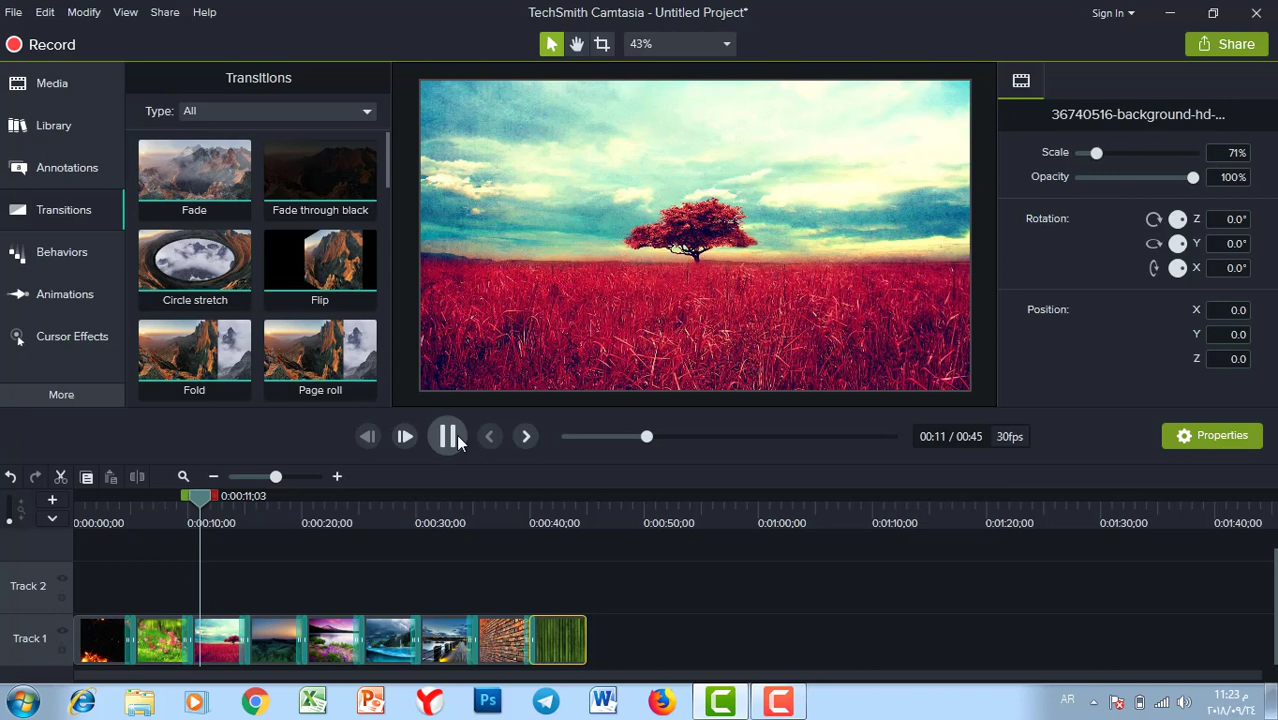 File Edit Modify View Share Help
TechSmith Camtasia - Untitled Project*
Sign In
Record
43%
Share
Media
Library
Annotations
Transitions
Behaviors
Animations
Cursor Effects
More
Transitions
Type: All
Fade
Fade through black
Circle stretch
Flip
Fold
Page roll
36740516-background-hd-...
Scale 71%
Opacity 100%
Rotation: Z 0.0°
Y 0.0°
X 0.0°
Position: X 0.0
Y 0.0
Z 0.0
00:11 / 00:45 30fps
Properties
0:00:11;03
0:00:00;00 0:00:10;00 0:00:20;00 0:00:30;00 0:00:40;00 0:00:50;00 0:01:00;00 0:01:10;00 0:01:20;00 0:01:30;00 0:01:40;00
Track 2
Track 1
AR
11:23 م
٢٠١٨/٠٩/٢٤